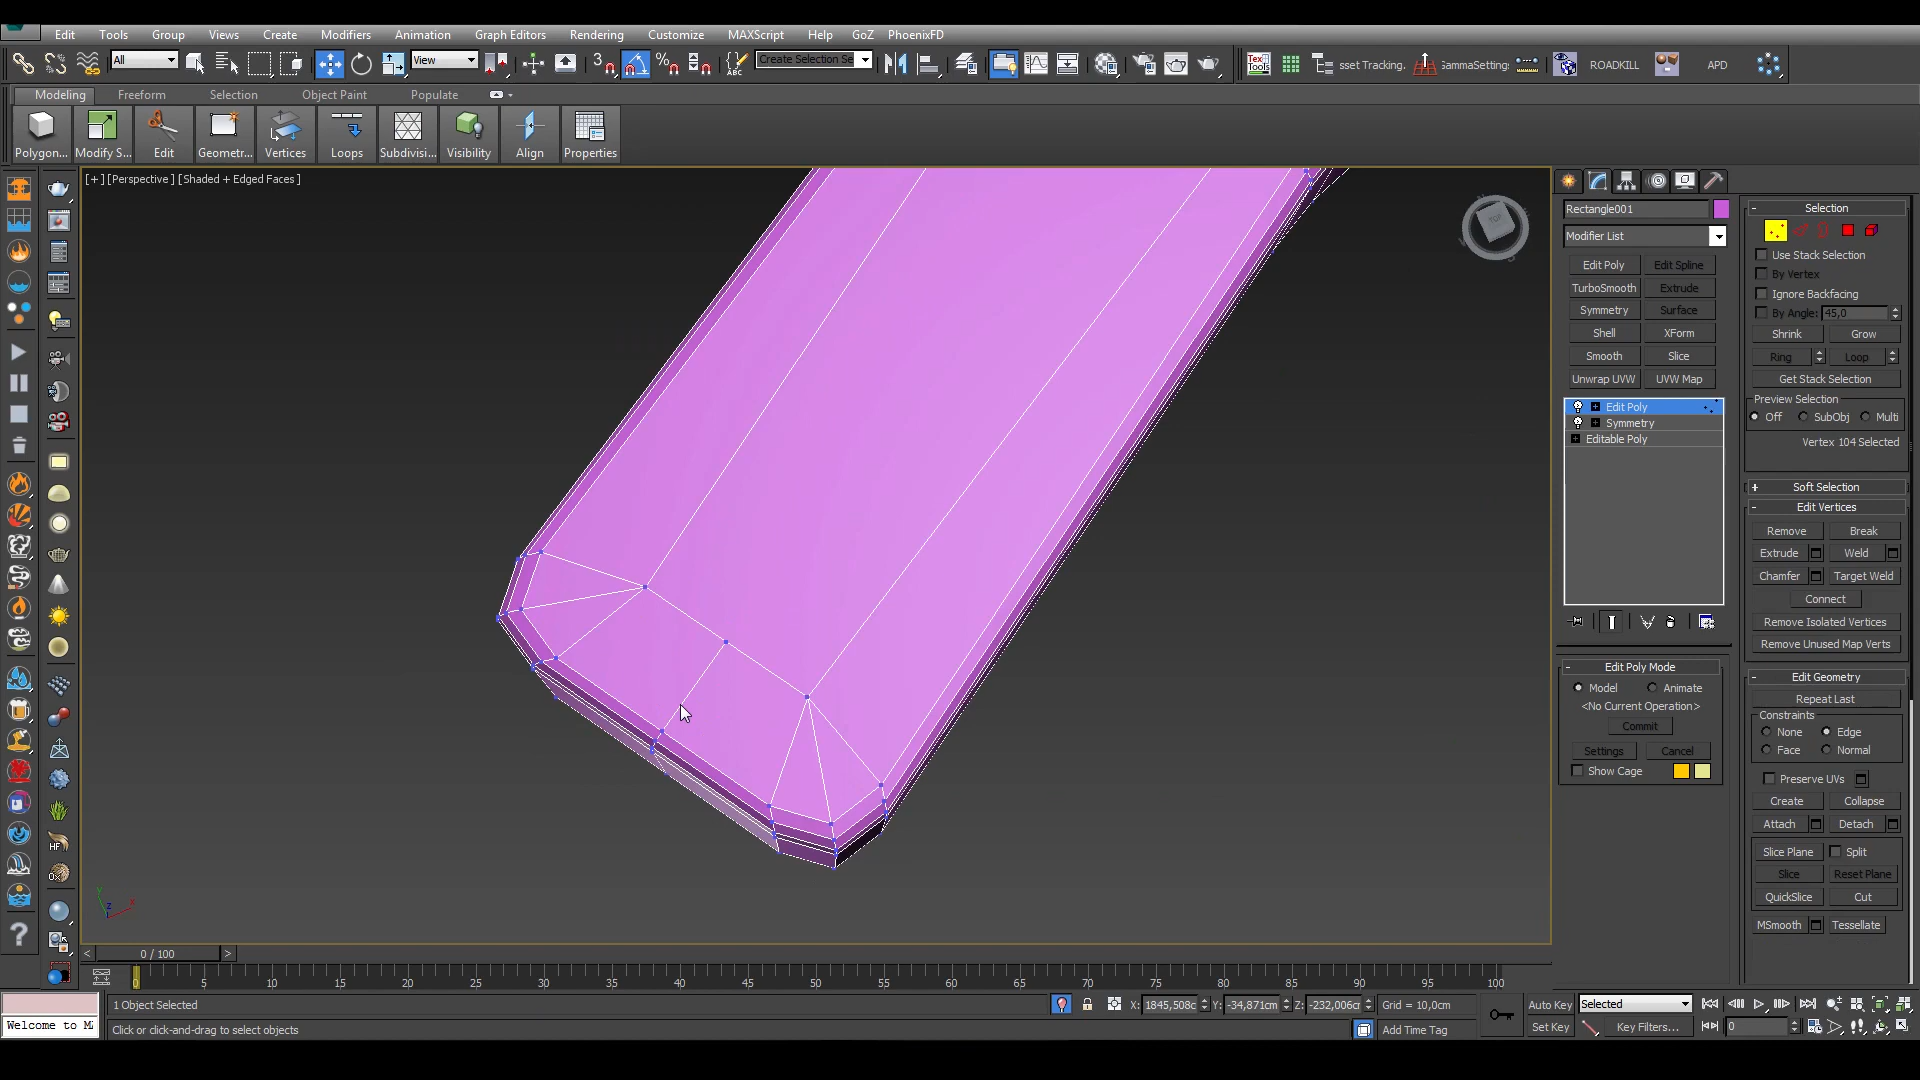 Edit Tools Group Views Create Modifiers Animation Graph Editors Rendering Customize MAXScript Help GoZ PhoenixFD
All View 3 Create Selection Se sset Tracking. GammaSetting: ROADKILL APD
Modeling Freeform Selection Object Paint Populate
Polygon... Modify S... Edit Geometr... Vertices Loops Subdivisi... Visibility Align Properties
[+] [Perspective ] [Shaded + Edged Faces ]
TOP
Rectangle001
Modifier List
Edit Poly Edit Spline
TurboSmooth Extrude
Symmetry Surface
Shell XForm
Smooth Slice
Unwrap UVW UVW Map
Edit Poly
Symmetry
Editable Poly
- Edit Poly Mode
Model Animate
<No Current Operation>
Commit
Settings Cancel
Show Cage
- Selection
Use Stack Selection
By Vertex
Ignore Backfacing
By Angle: 45,0
Shrink Grow
Ring Loop
Get Stack Selection
Preview Selection
Off SubObj Multi
Vertex 104 Selected
+ Soft Selection
- Edit Vertices
Remove Break
Extrude Weld
Chamfer Target Weld
Connect
Remove Isolated Vertices
Remove Unused Map Verts
- Edit Geometry
Repeat Last
Constraints
None Edge
Face Normal
Preserve UVs
Create Collapse
Attach Detach
Slice Plane Split
Slice Reset Plane
QuickSlice Cut
MSmooth Tessellate
HF
< 0 / 100 >
0 5 10 15 20 25 30 35 40 45 50 55 60 65 70 75 80 85 90 95 100
1 Object Selected X: 1845,508c Y: -34,871cm Z: -232,006c Grid = 10,0cm Auto Key Selected
Welcome to M Click or click-and-drag to select objects Add Time Tag Set Key Key Filters... 0